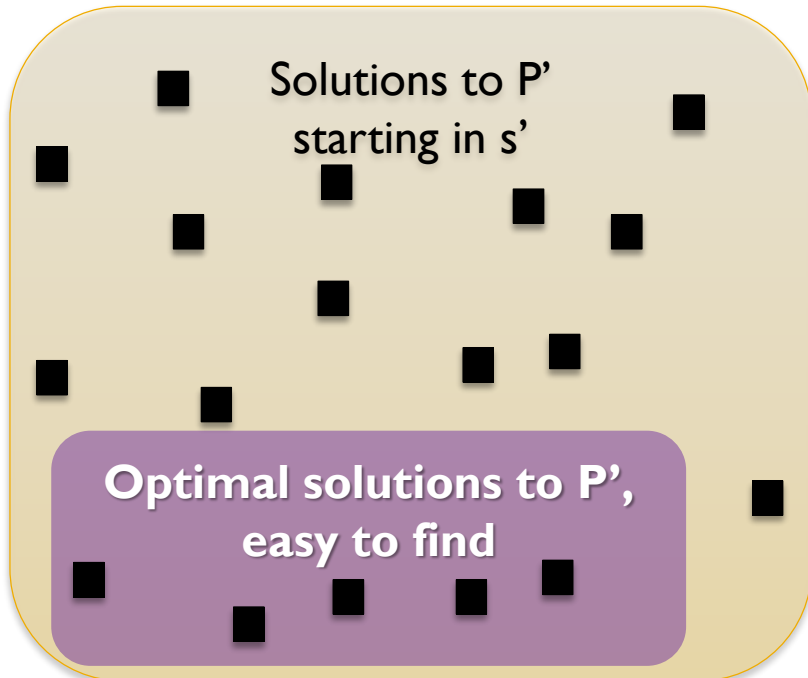 Solutions to P’
starting in s’
Optimal solutions to P’,
easy to find